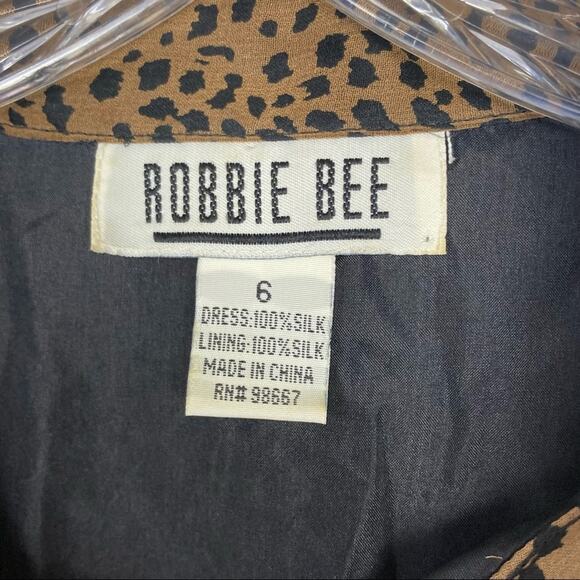 ROBBIE BEE
6
DRESS:100%SILK
LINING:100%SILK
MADE IN CHINA
RN# 98667